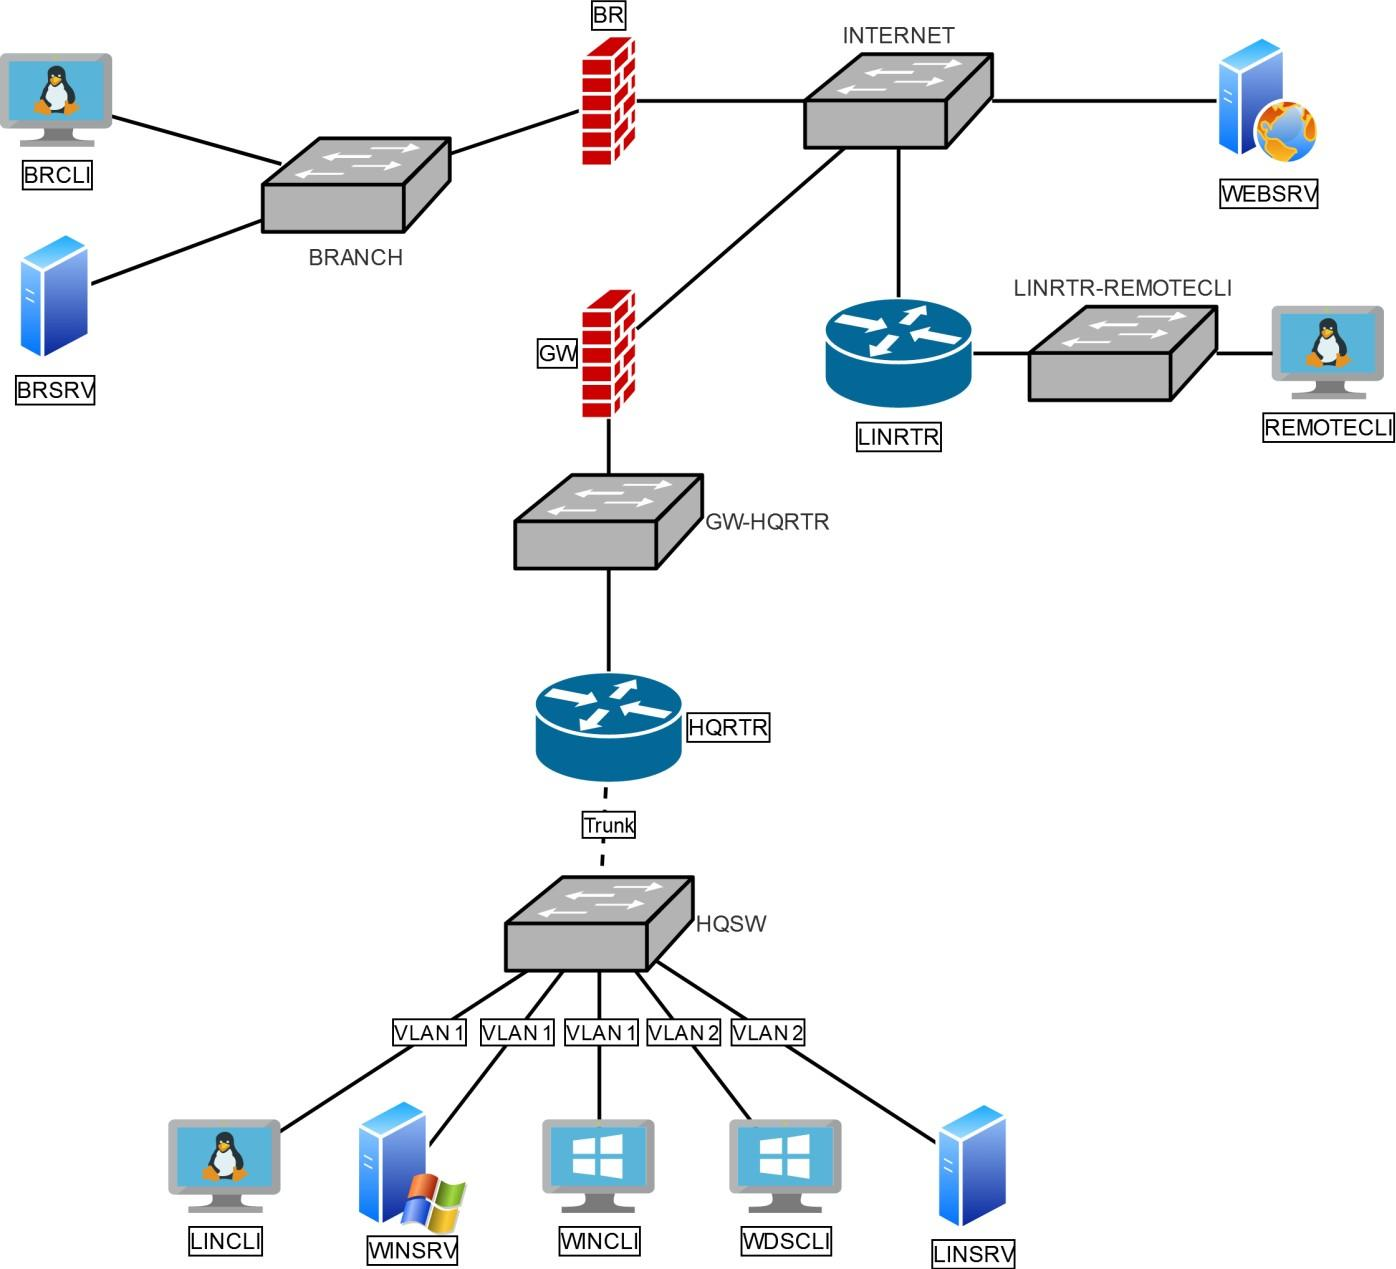 BR
INTERNET
BRCLI
WEBSRV
BRANCH
LINRTR-REMOTECLI
GW
BRSRV
LINRTR
REMOTECLI
GW-HQRTR
HQRTR
Trunk
HQSW
VLAN 1
VLAN 1
VLAN 1
VLAN 2
VLAN 2
LINCLI
WINSRV
WINCLI
WDSCLI
LINSRV